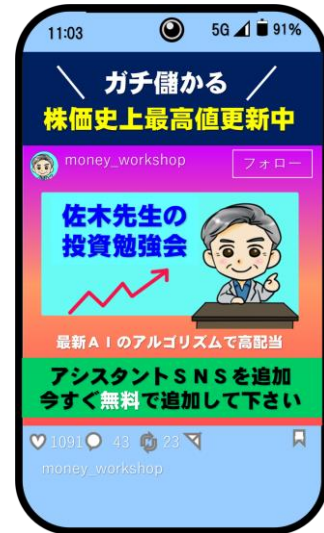 11:03 5G 91%
ガチ儲かる
株価史上最高値更新中
money_workshop フォロー
佐木先生の
投資勉強会
最新AIのアルゴリズムで高配当
アシスタントSNSを追加
今すぐ無料で追加して下さい
1091 43 23
money_workshop